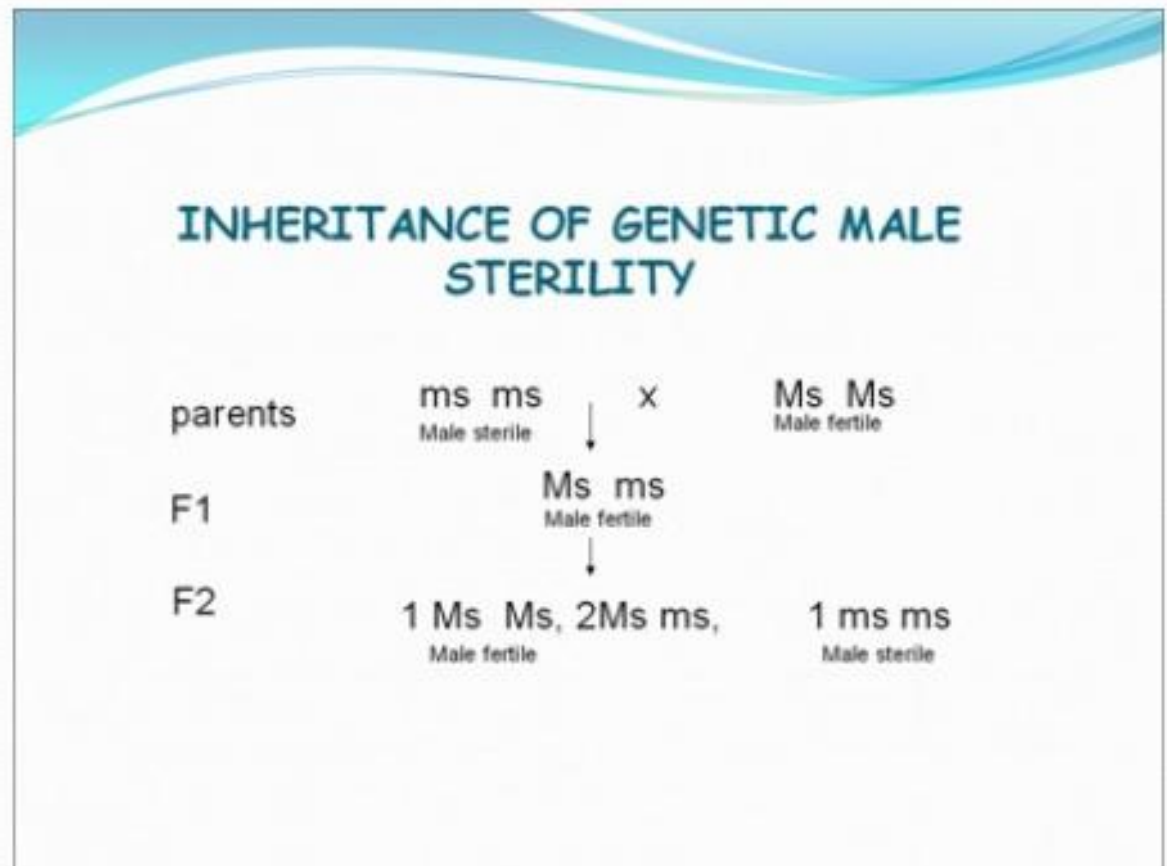 INHERITANCE OF GENETIC MALE
STERILITY
parents ms ms x Ms Ms
Male sterile Male fertile
F1 Ms ms
Male fertile
F2 1 Ms Ms, 2Ms ms, 1 ms ms
Male fertile Male sterile